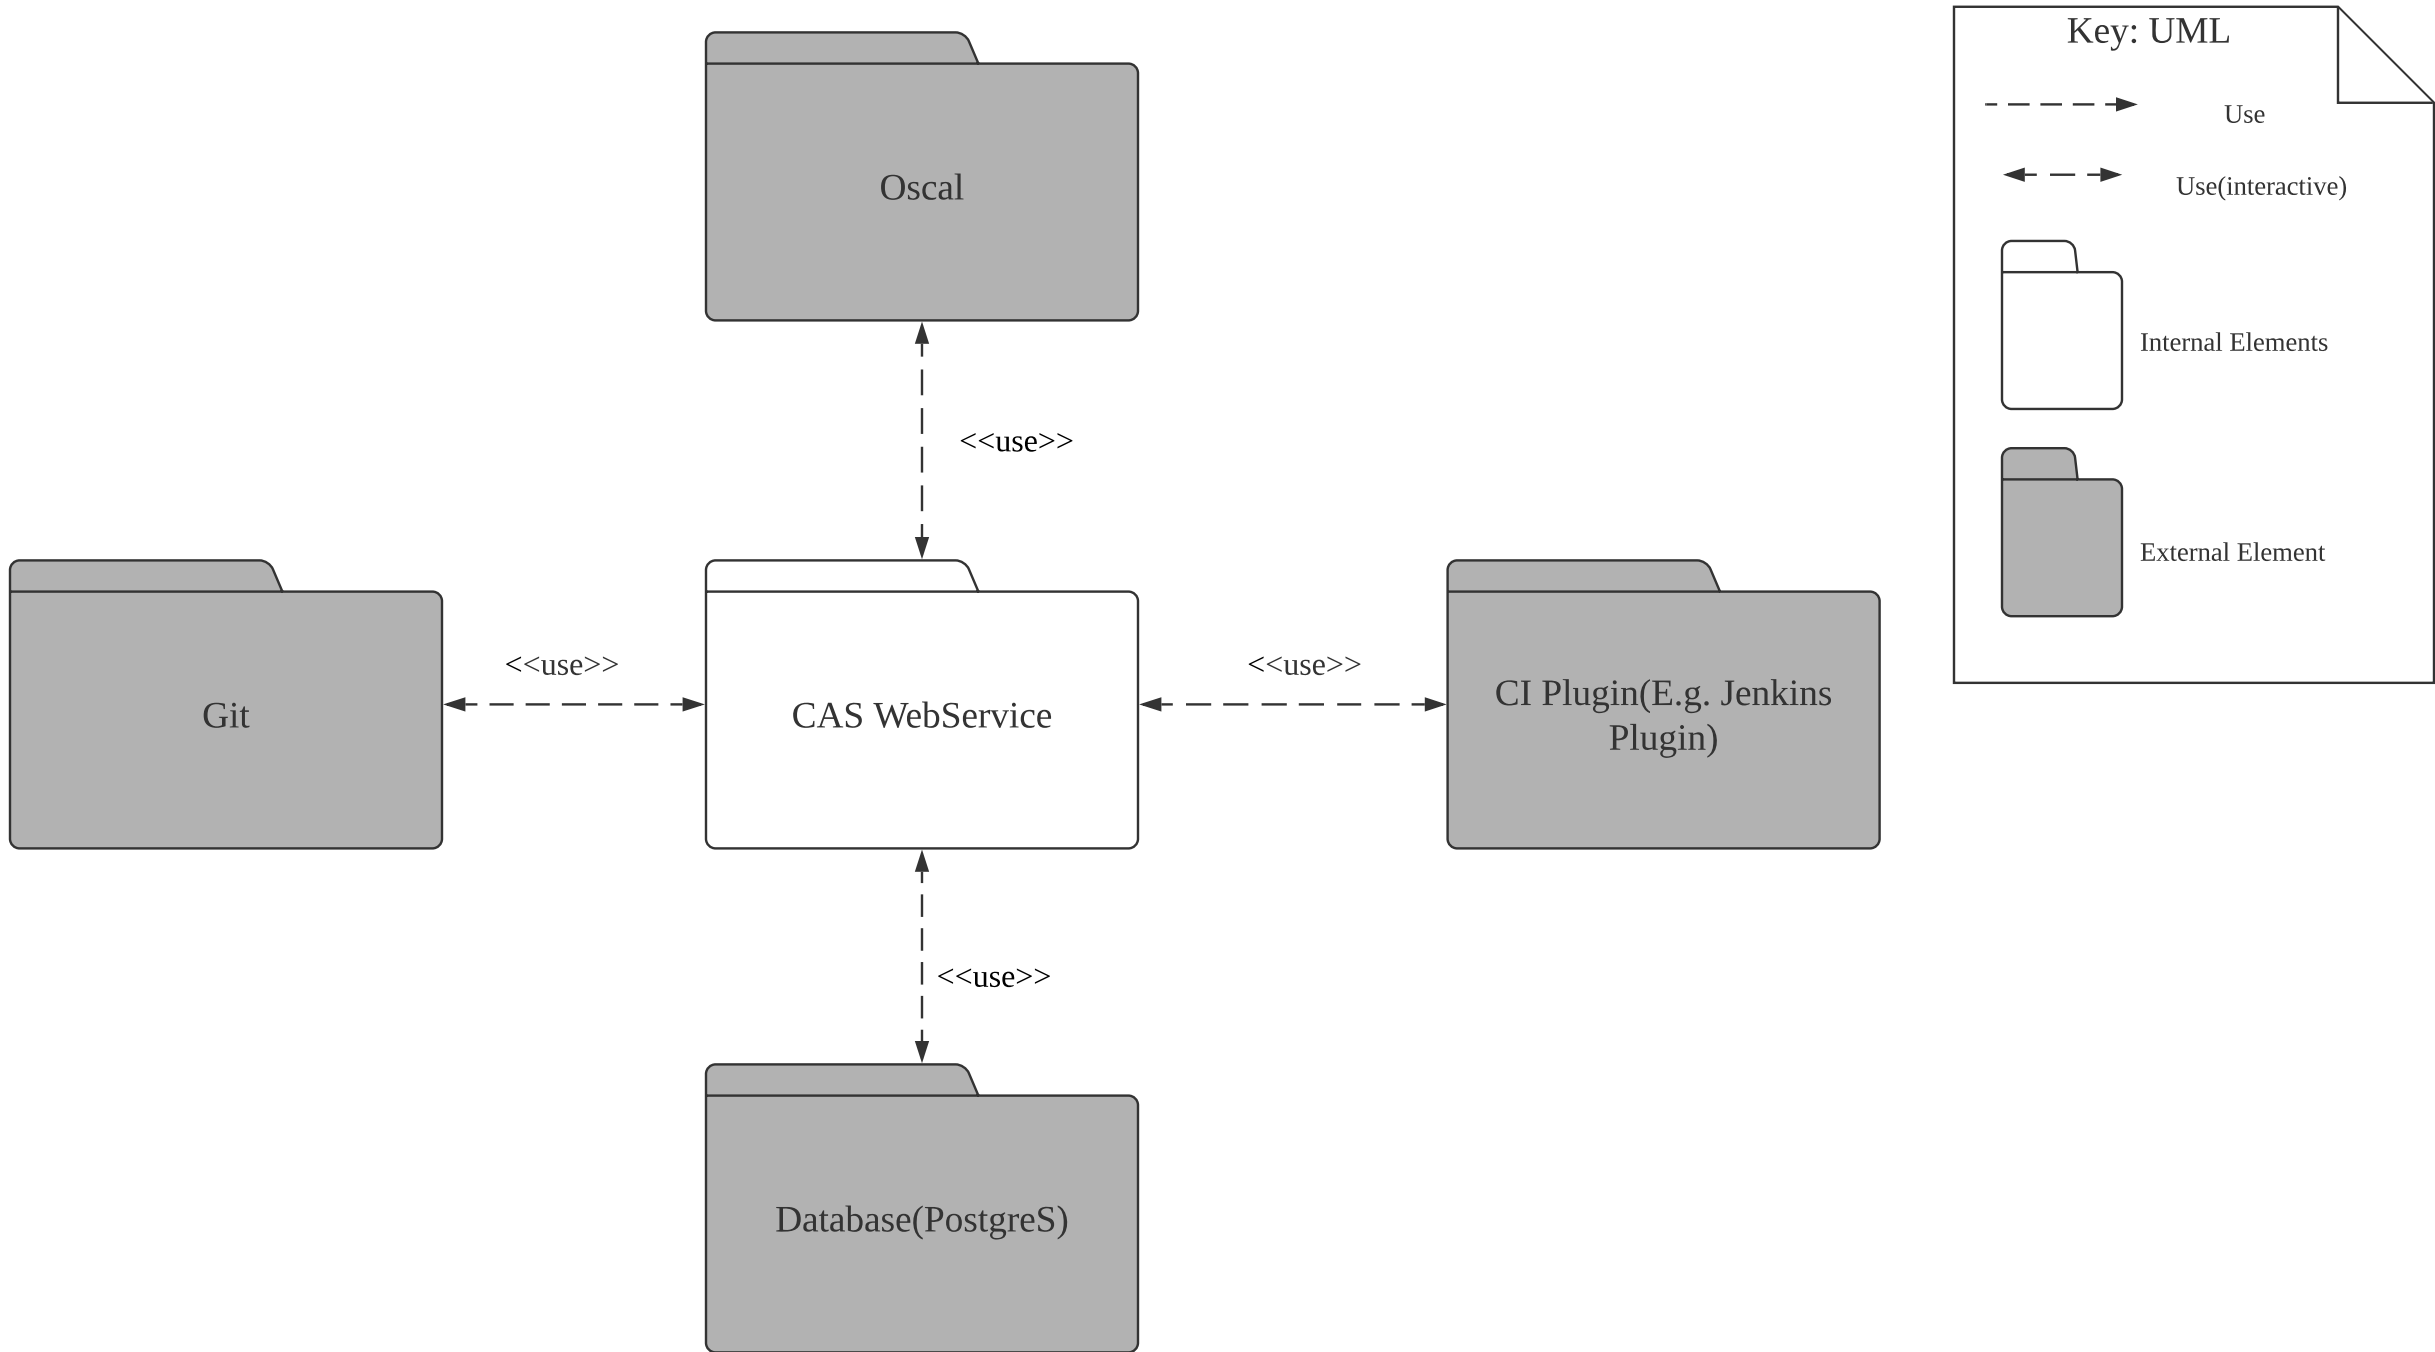 Key: UML
Use
Use(interactive)
Internal Elements
External Element
Oscal
<<use>>
Git
<<use>>
CAS WebService
<<use>>
CI Plugin(E.g. Jenkins
Plugin)
<<use>>
Database(PostgreS)